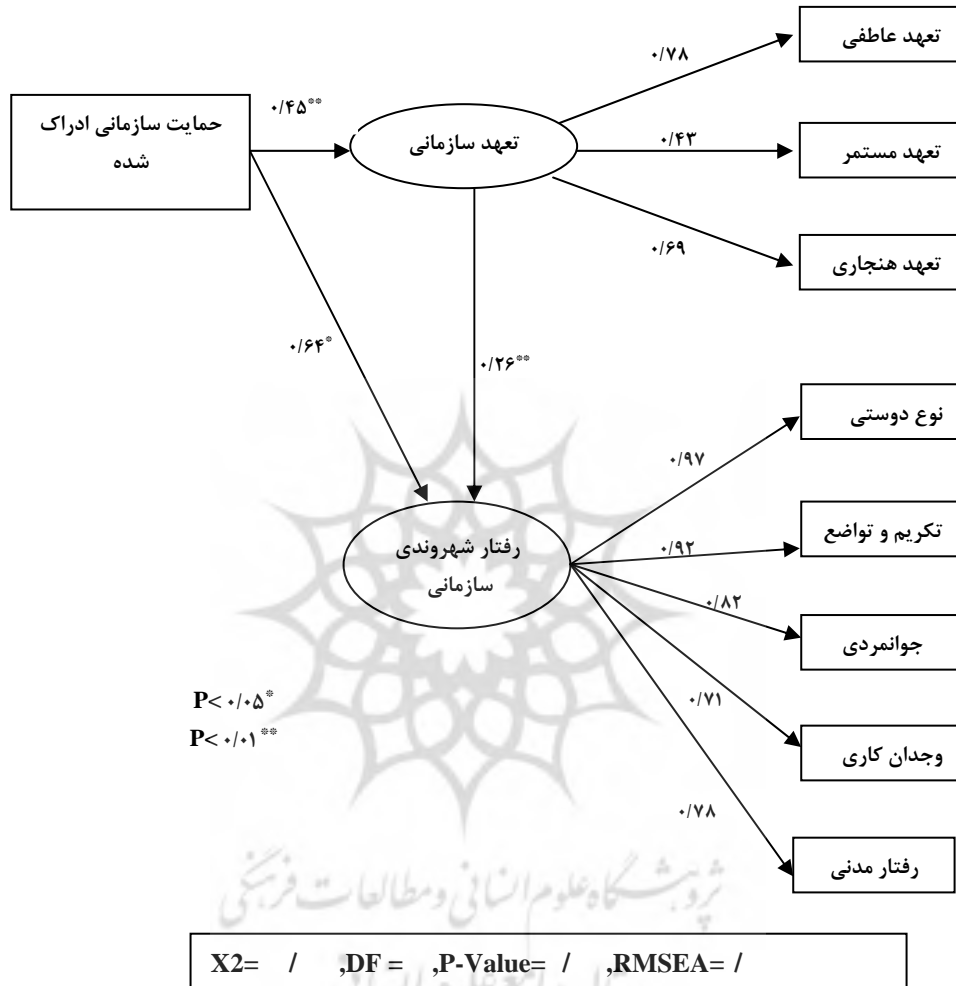 تعهد عاطفی
۰/۷۸
۰/۴۵**
حمایت سازمانی ادراک
شده
تعهد سازمانی
۰/۴۳
تعهد مستمر
۰/۶۹
تعهد هنجاری
۰/۶۴*
۰/۲۶**
نوع دوستی
۰/۹۷
رفتار شهروندی
سازمانی
۰/۹۲
تکریم و تواضع
۰/۸۲
جوانمردی
P< ۰/۰۵*
P< ۰/۰۱**
۰/۷۱
وجدان کاری
۰/۷۸
رفتار مدنی
پژوهشگاه علوم انسانی و مطالعات فرهنگی
X2= / ,DF = ,P-Value= / ,RMSEA= /